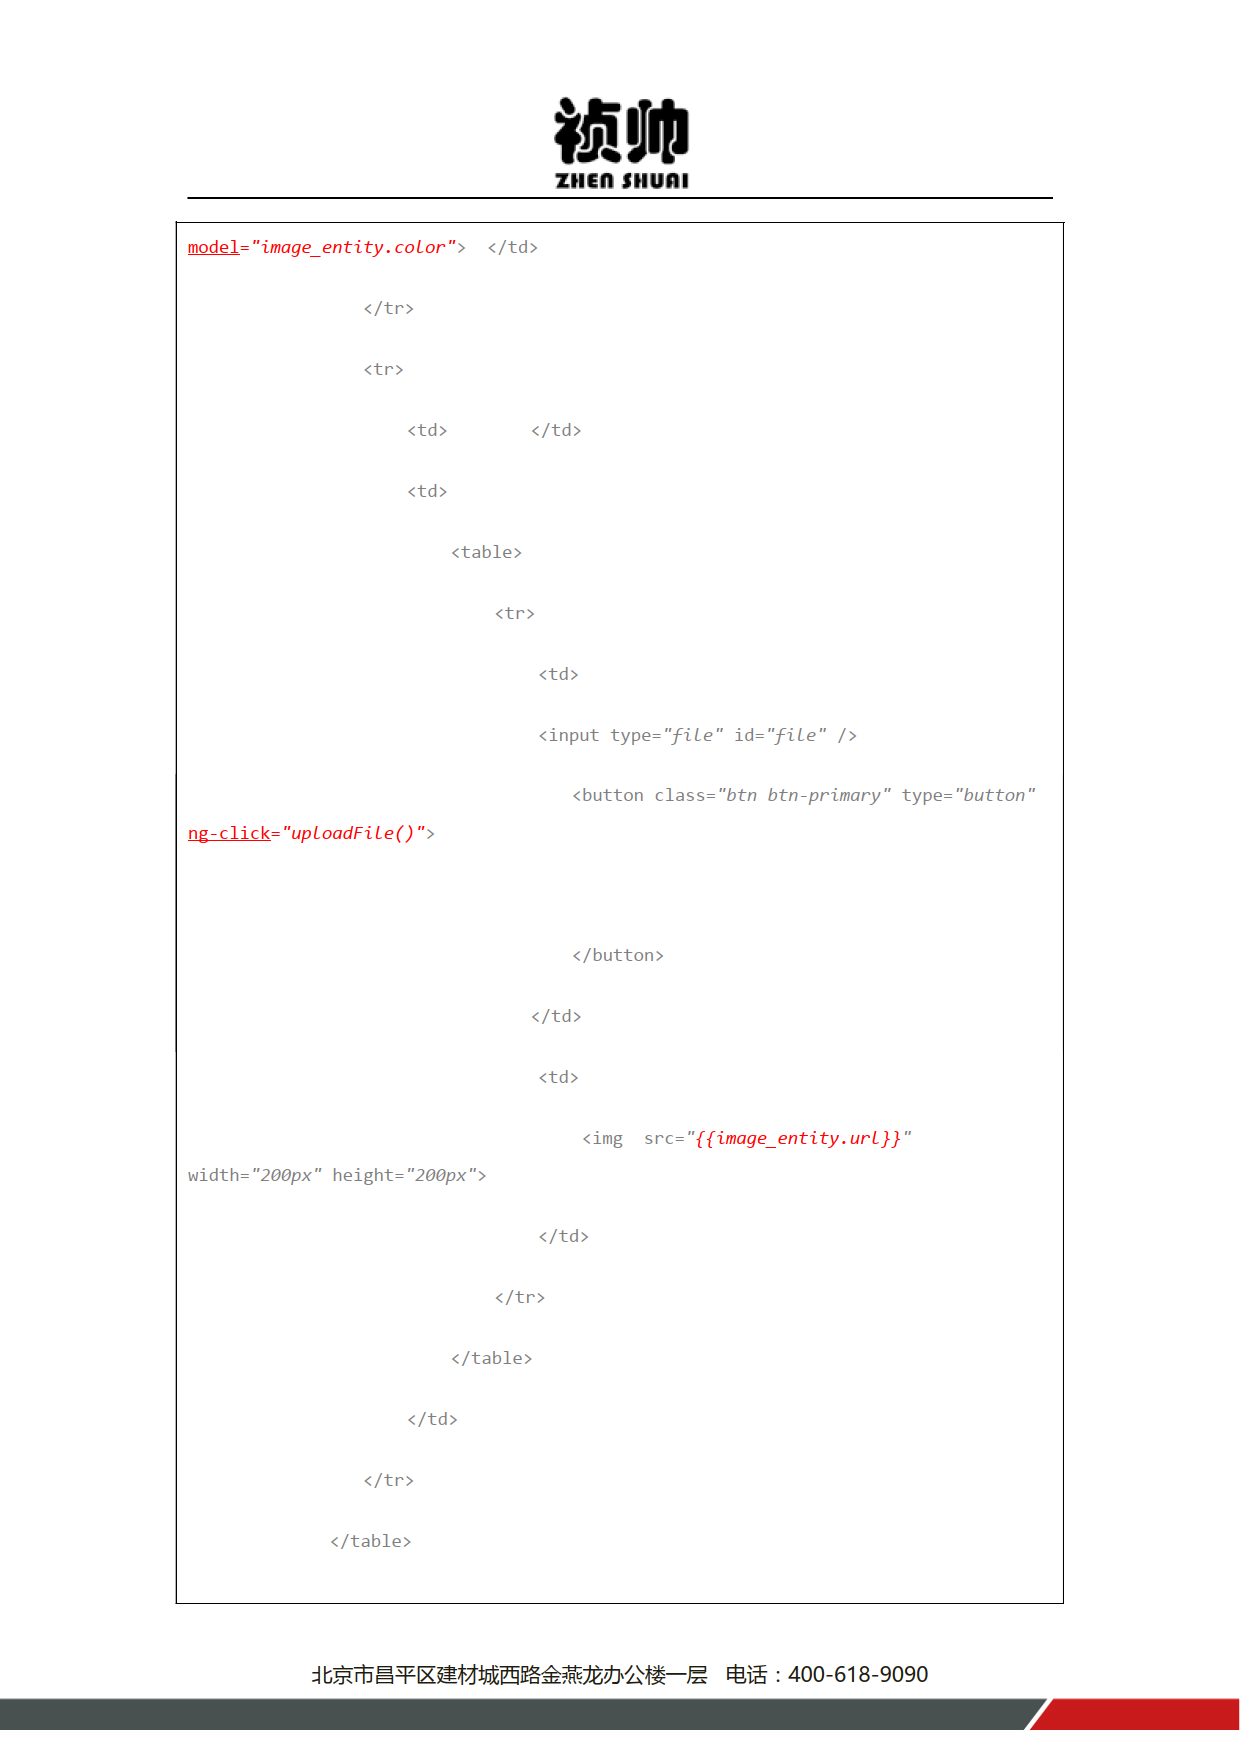 祯帅
ZHEN SHUAI
model="image_entity.color">  </td>
</tr>
<tr>
<td>        </td>
<td>
<table>
<tr>
<td>
<input type="file" id="file" />
<button class="btn btn-primary" type="button"
ng-click="uploadFile()">
</button>
</td>
<td>
<img  src="{{image_entity.url}}"
width="200px" height="200px">
</td>
</tr>
</table>
</td>
</tr>
</table>
北京市昌平区建材城西路金燕龙办公楼一层   电话：400-618-9090